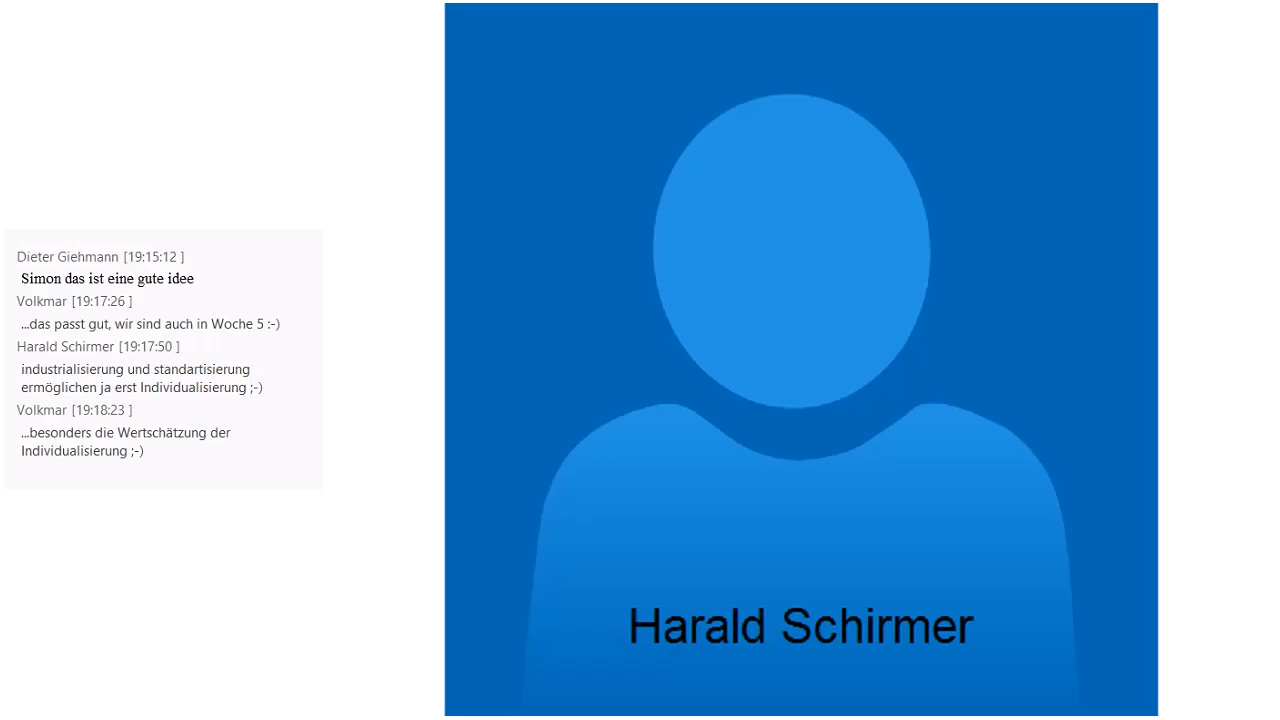 Dieter Giehmann [19:15:12 ]
Simon das ist eine gute idee
Volkmar [19:17:26 ]
...das passt gut, wir sind auch in Woche 5 :-)
Harald Schirmer [19:17:50 ]
industrialisierung und standartisierung
ermöglichen ja erst Individualisierung ;-)
Volkmar [19:18:23 ]
...besonders die Wertschätzung der
Individualisierung ;-)
Harald Schirmer